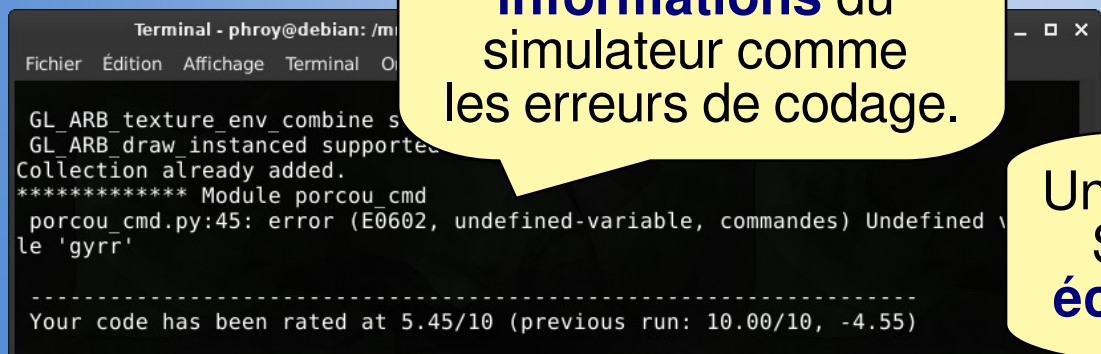 informations du
simulateur comme
les erreurs de codage.
Terminal - phroy@debian:
Fichier Édition Affichage Terminal
GL_ARB_texture_env_combine
GL_ARB_draw_instanced supported
Collection already added.
************* Module porcou_cmd
porcou_cmd.py:45: error (E0602, undefined-variable, commandes) Undefined
le 'gyrr'
----------------------------------------------------------------
Your code has been rated at 5.45/10 (previous run: 10.00/10, -4.55)